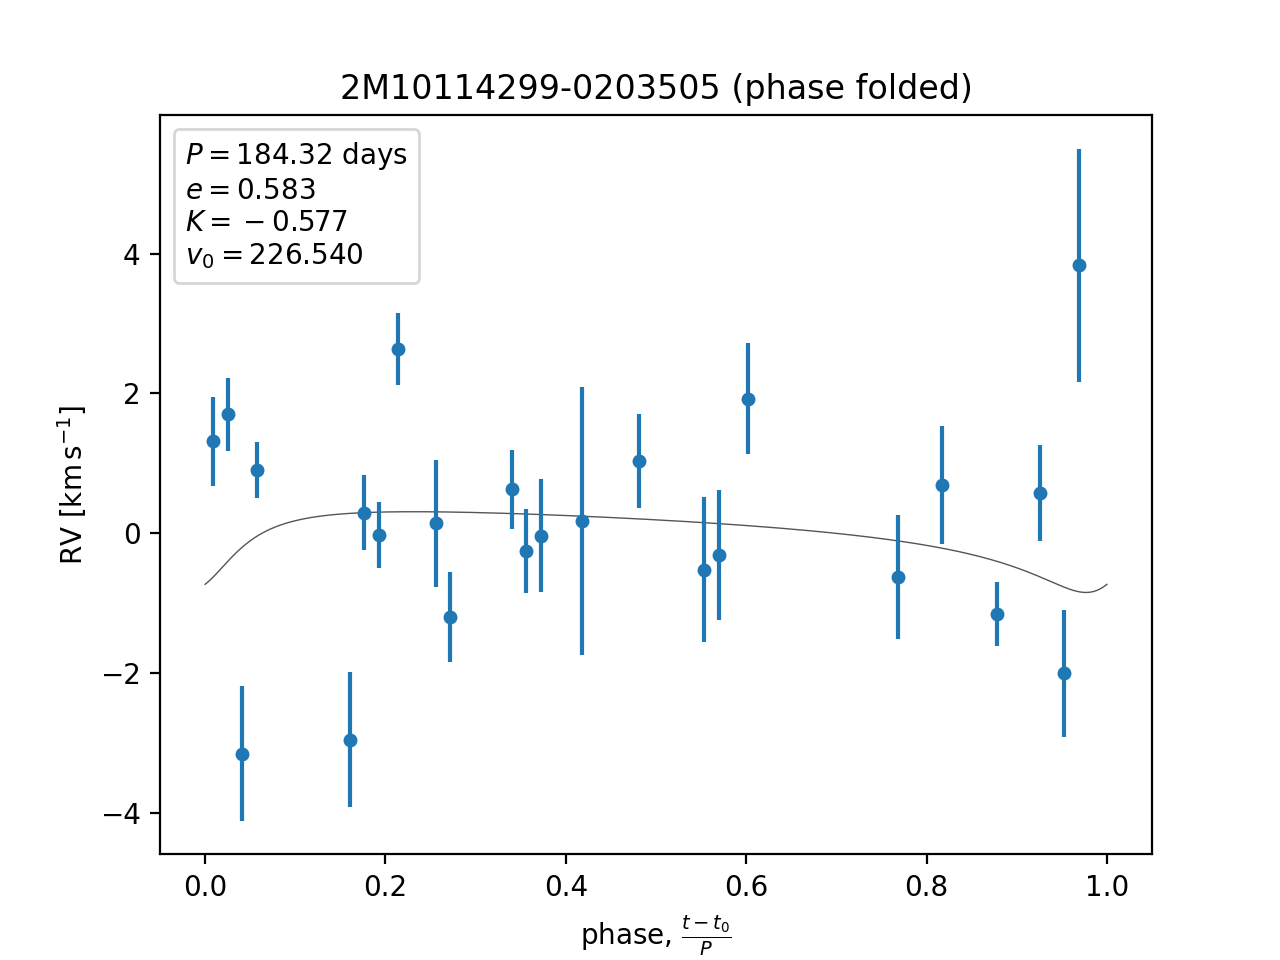 2M10114299-0203505 (phase folded)
P = 184.32 days
e = 0.583
K = −0.577
v₀ = 226.540
RV [km s⁻¹]
4
2
0
−2
−4
0.0 0.2 0.4 0.6 0.8 1.0
phase, (t − t₀)/P